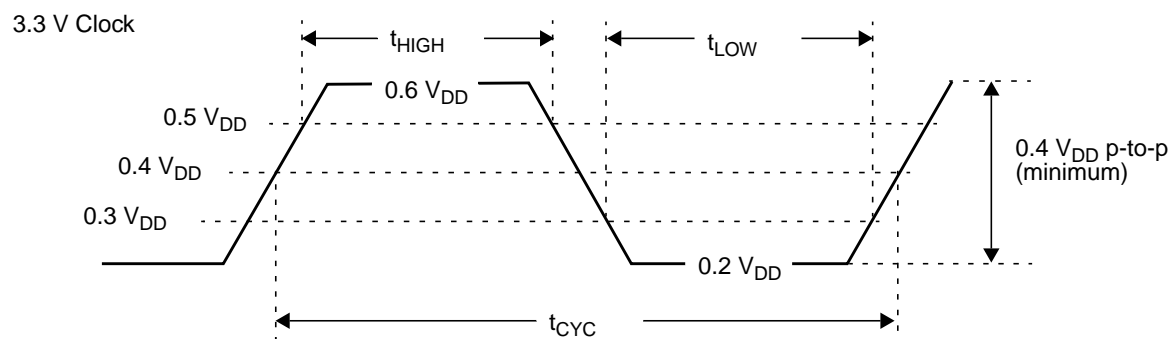 3.3 V Clock
tHIGH
tLOW
0.6 VDD
0.5 VDD
0.4 VDD
0.3 VDD
0.2 VDD
0.4 VDD p-to-p
(minimum)
tCYC